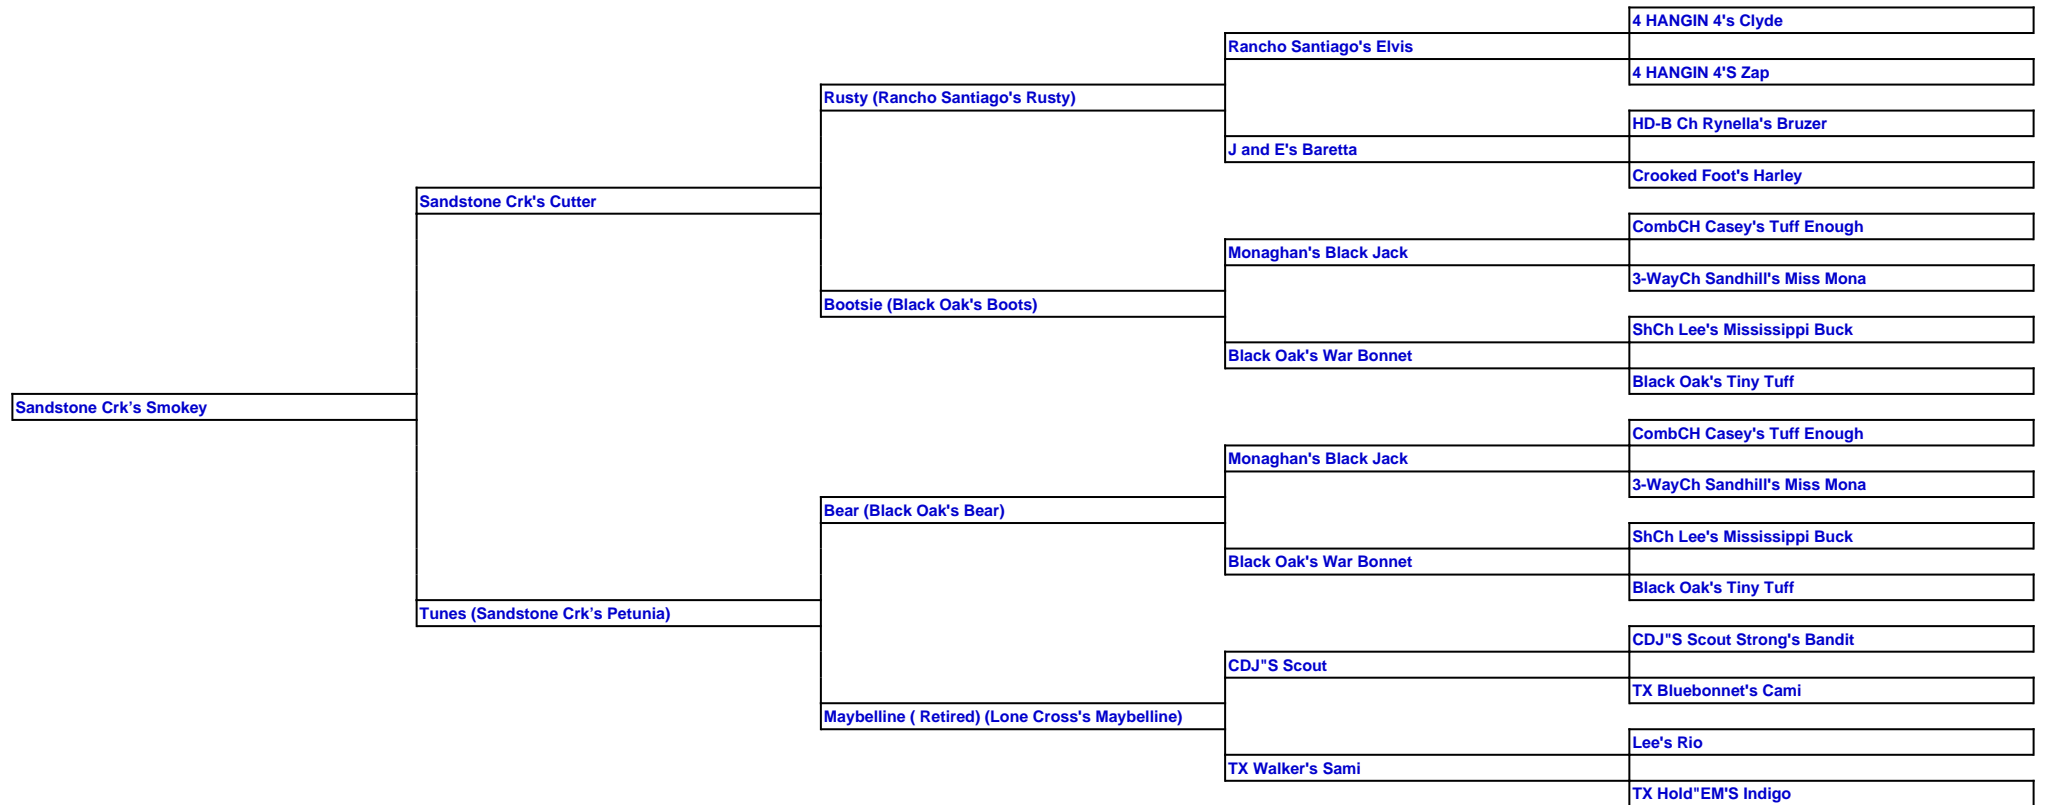 4 HANGIN 4's Clyde
Rancho Santiago's Elvis
4 HANGIN 4'S Zap
Rusty (Rancho Santiago's Rusty)
HD-B Ch Rynella's Bruzer
J and E's Baretta
Crooked Foot's Harley
Sandstone Crk's Cutter
CombCH Casey's Tuff Enough
Monaghan's Black Jack
3-WayCh Sandhill's Miss Mona
Bootsie (Black Oak's Boots)
ShCh Lee's Mississippi Buck
Black Oak's War Bonnet
Black Oak's Tiny Tuff
Sandstone Crk’s Smokey
CombCH Casey's Tuff Enough
Monaghan's Black Jack
3-WayCh Sandhill's Miss Mona
Bear (Black Oak's Bear)
ShCh Lee's Mississippi Buck
Black Oak's War Bonnet
Black Oak's Tiny Tuff
Tunes (Sandstone Crk’s Petunia)
CDJ"S Scout Strong's Bandit
CDJ"S Scout
TX Bluebonnet's Cami
Maybelline ( Retired) (Lone Cross's Maybelline)
Lee's Rio
TX Walker's Sami
TX Hold"EM'S Indigo